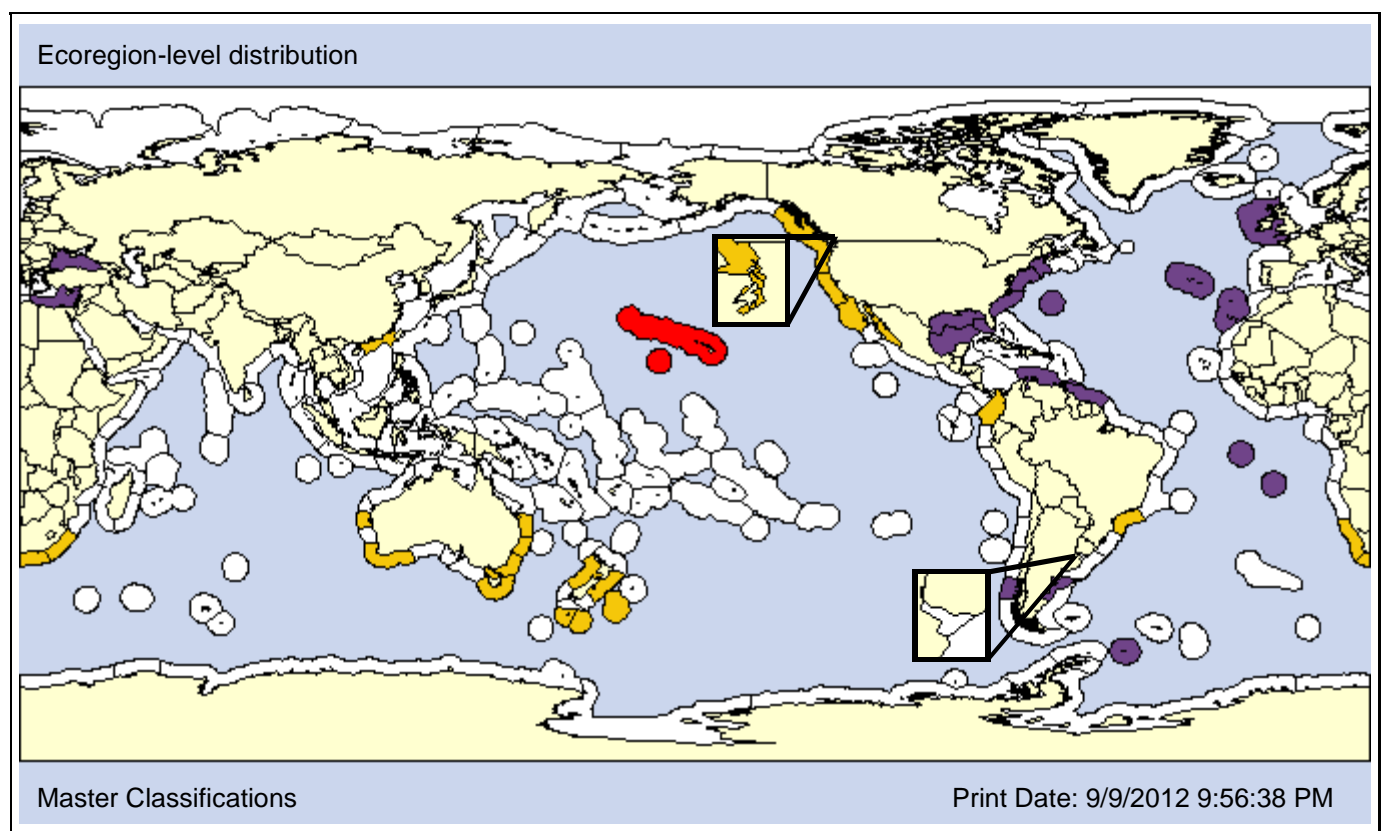 Ecoregion-level distribution
Master Classifications
Print Date: 9/9/2012 9:56:38 PM